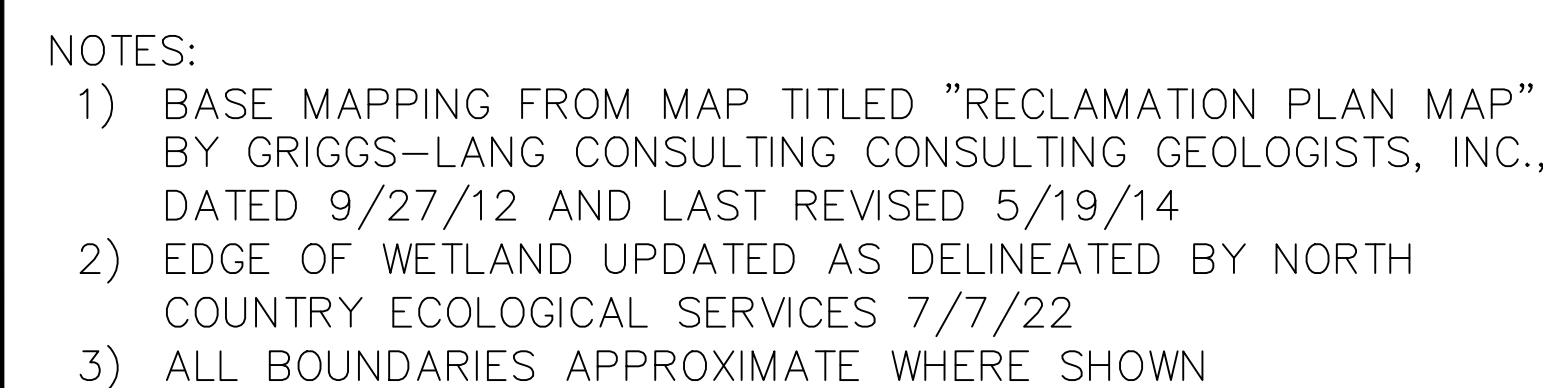 NOTES:
1) BASE MAPPING FROM MAP TITLED "RECLAMATION PLAN MAP"
BY GRIGGS-LANG CONSULTING CONSULTING GEOLOGISTS, INC.,
DATED 9/27/12 AND LAST REVISED 5/19/14
2) EDGE OF WETLAND UPDATED AS DELINEATED BY NORTH
COUNTRY ECOLOGICAL SERVICES 7/7/22
3) ALL BOUNDARIES APPROXIMATE WHERE SHOWN